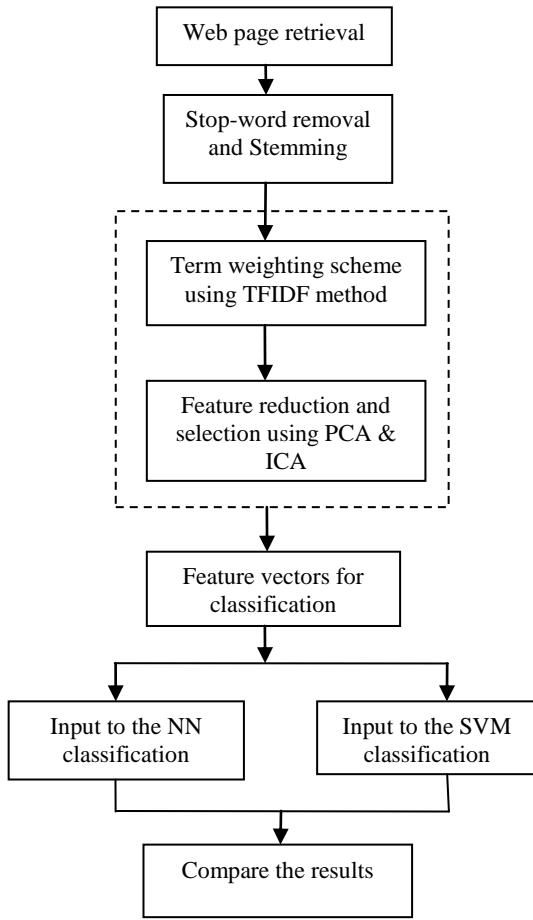 Web page retrieval
Stop-word removal
and Stemming
Term weighting scheme
using TFIDF method
Feature reduction and
selection using PCA &
ICA
Feature vectors for
classification
Input to the NN
classification
Input to the SVM
classification
Compare the results